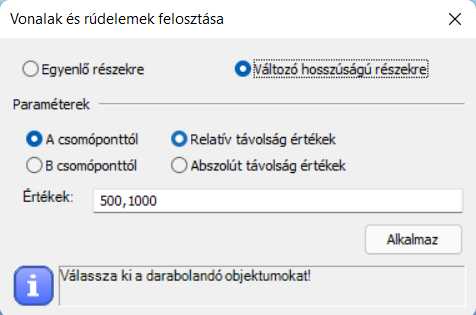 Vonalak és rúdelemek felosztása
Egyenlő részekre
Változó hosszúságú részekre
Paraméterek
A csomóponttól
Relatív távolság értékek
B csomóponttól
Abszolút távolság értékek
Értékek:
500,1000
Alkalmaz
Válassza ki a darabolandó objektumokat!